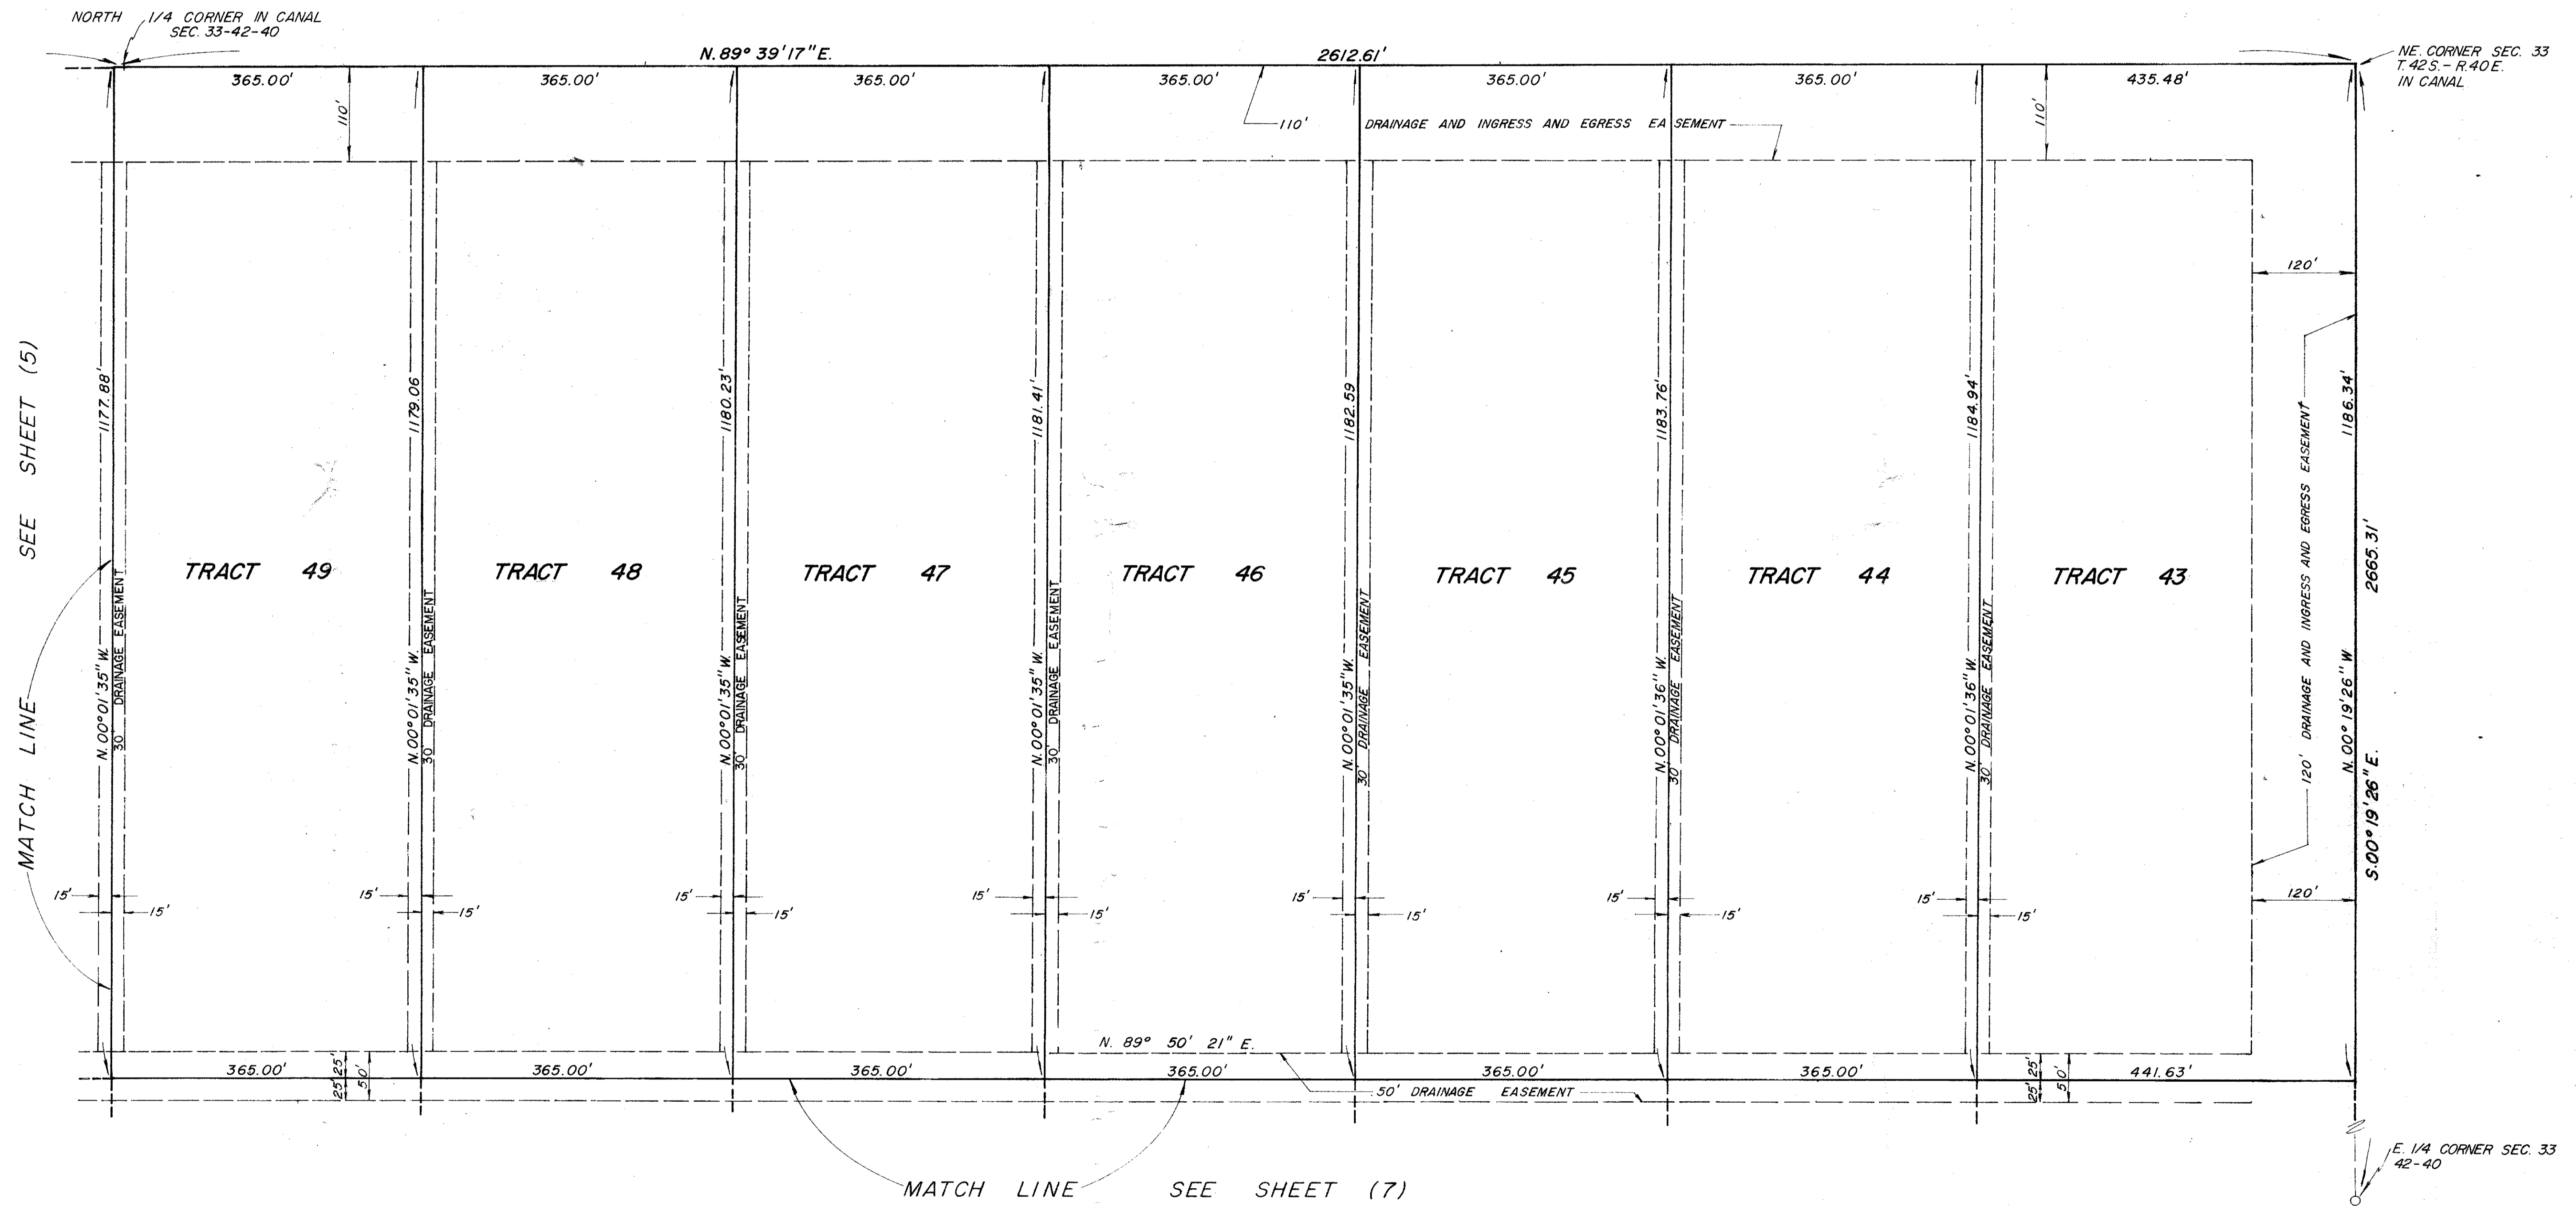 NORTH 1/4 CORNER IN CANAL
SEC. 33-42-40
N. 89° 39' 17" E.
2612.61'
NE. CORNER SEC. 33
T. 42 S. - R. 40 E.
IN CANAL
365.00'
365.00'
365.00'
365.00'
365.00'
365.00'
435.48'
110'
110'
110' DRAINAGE AND INGRESS AND EGRESS EASEMENT
120'
SEE SHEET (5)
MATCH LINE
1177.88'
N. 00° 01' 35" W.
30' DRAINAGE EASEMENT
1179.06
N. 00° 01' 35" W.
30' DRAINAGE EASEMENT
1180.23'
N. 00° 01' 35" W.
30' DRAINAGE EASEMENT
1181.41'
N. 00° 01' 35" W.
30' DRAINAGE EASEMENT
1182.59
N. 00° 01' 35" W.
30' DRAINAGE EASEMENT
1183.76'
N. 00° 01' 36" W.
30' DRAINAGE EASEMENT
1184.94'
N. 00° 01' 36" W.
30' DRAINAGE EASEMENT
120' DRAINAGE AND INGRESS AND EGRESS EASEMENT
1186.34'
N. 00° 19' 26" W
2665.31'
S. 00° 19' 26" E.
TRACT 49
TRACT 48
TRACT 47
TRACT 46
TRACT 45
TRACT 44
TRACT 43
15'
15'
15'
15'
15'
15'
15'
120'
15'
15'
15'
15'
15'
15'
15'
N. 89° 50' 21" E.
365.00'
25'
25'
50'
365.00'
365.00'
365.00'
365.00'
365.00'
25'
25'
50'
441.63'
50' DRAINAGE EASEMENT
E. 1/4 CORNER SEC. 33
42-40
MATCH LINE SEE SHEET (7)